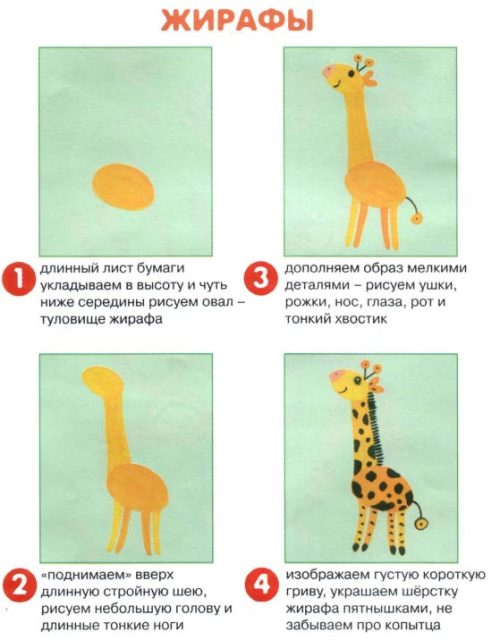 ЖИРАФЫ
1
длинный лист бумаги
укладываем в высоту и чуть
ниже середины рисуем овал –
туловище жирафа
2
«поднимаем» вверх
длинную стройную шею,
рисуем небольшую голову и
длинные тонкие ноги
3
дополняем образ мелкими
деталями – рисуем ушки,
рожки, нос, глаза, рот и
тонкий хвостик
4
изображаем густую короткую
гриву, украшаем шёрстку
жирафа пятнышками, не
забываем про копытца